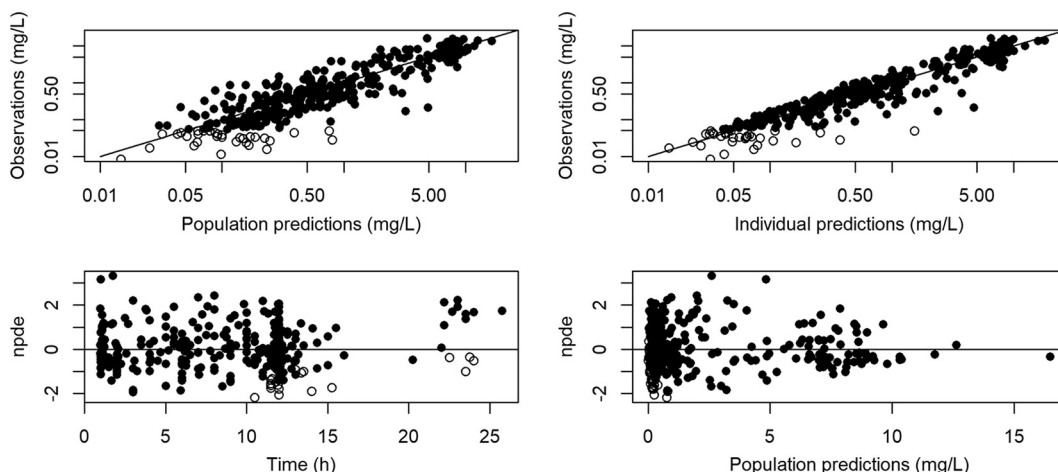 Observations (mg/L)
0.50
0.01
0.01 0.05 0.50 5.00
Population predictions (mg/L)
Observations (mg/L)
0.50
0.01
0.01 0.05 0.50 5.00
Individual predictions (mg/L)
npde
2
0
-2
0 5 10 15 20 25
Time (h)
npde
2
0
-2
0 5 10 15
Population predictions (mg/L)